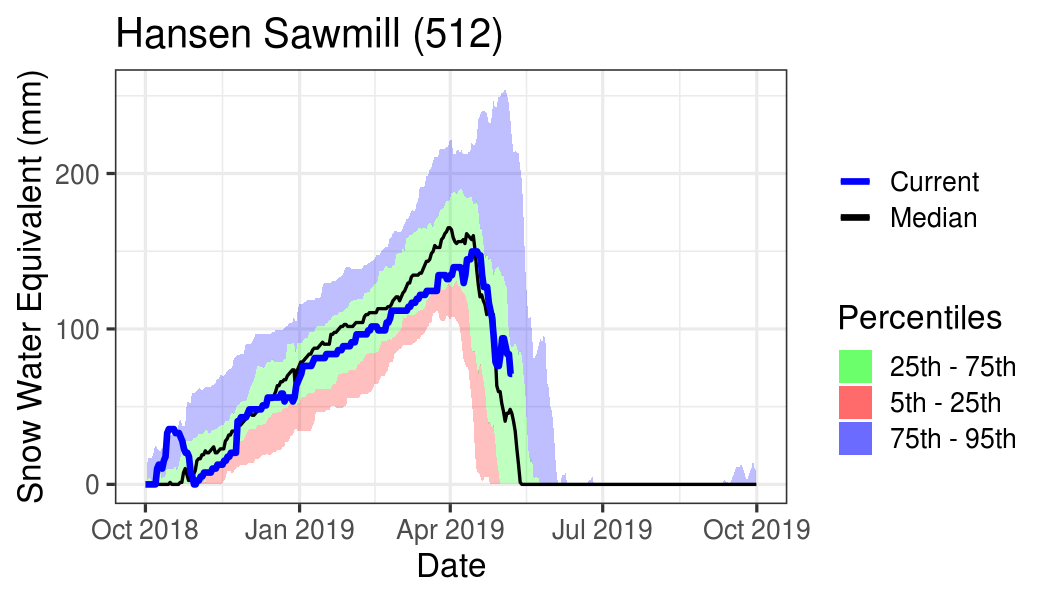 Hansen Sawmill (512)
Snow Water Equivalent (mm)
200
100
0
Oct 2018
Jan 2019
Apr 2019
Jul 2019
Oct 2019
Date
Current
Median
Percentiles
25th - 75th
5th - 25th
75th - 95th